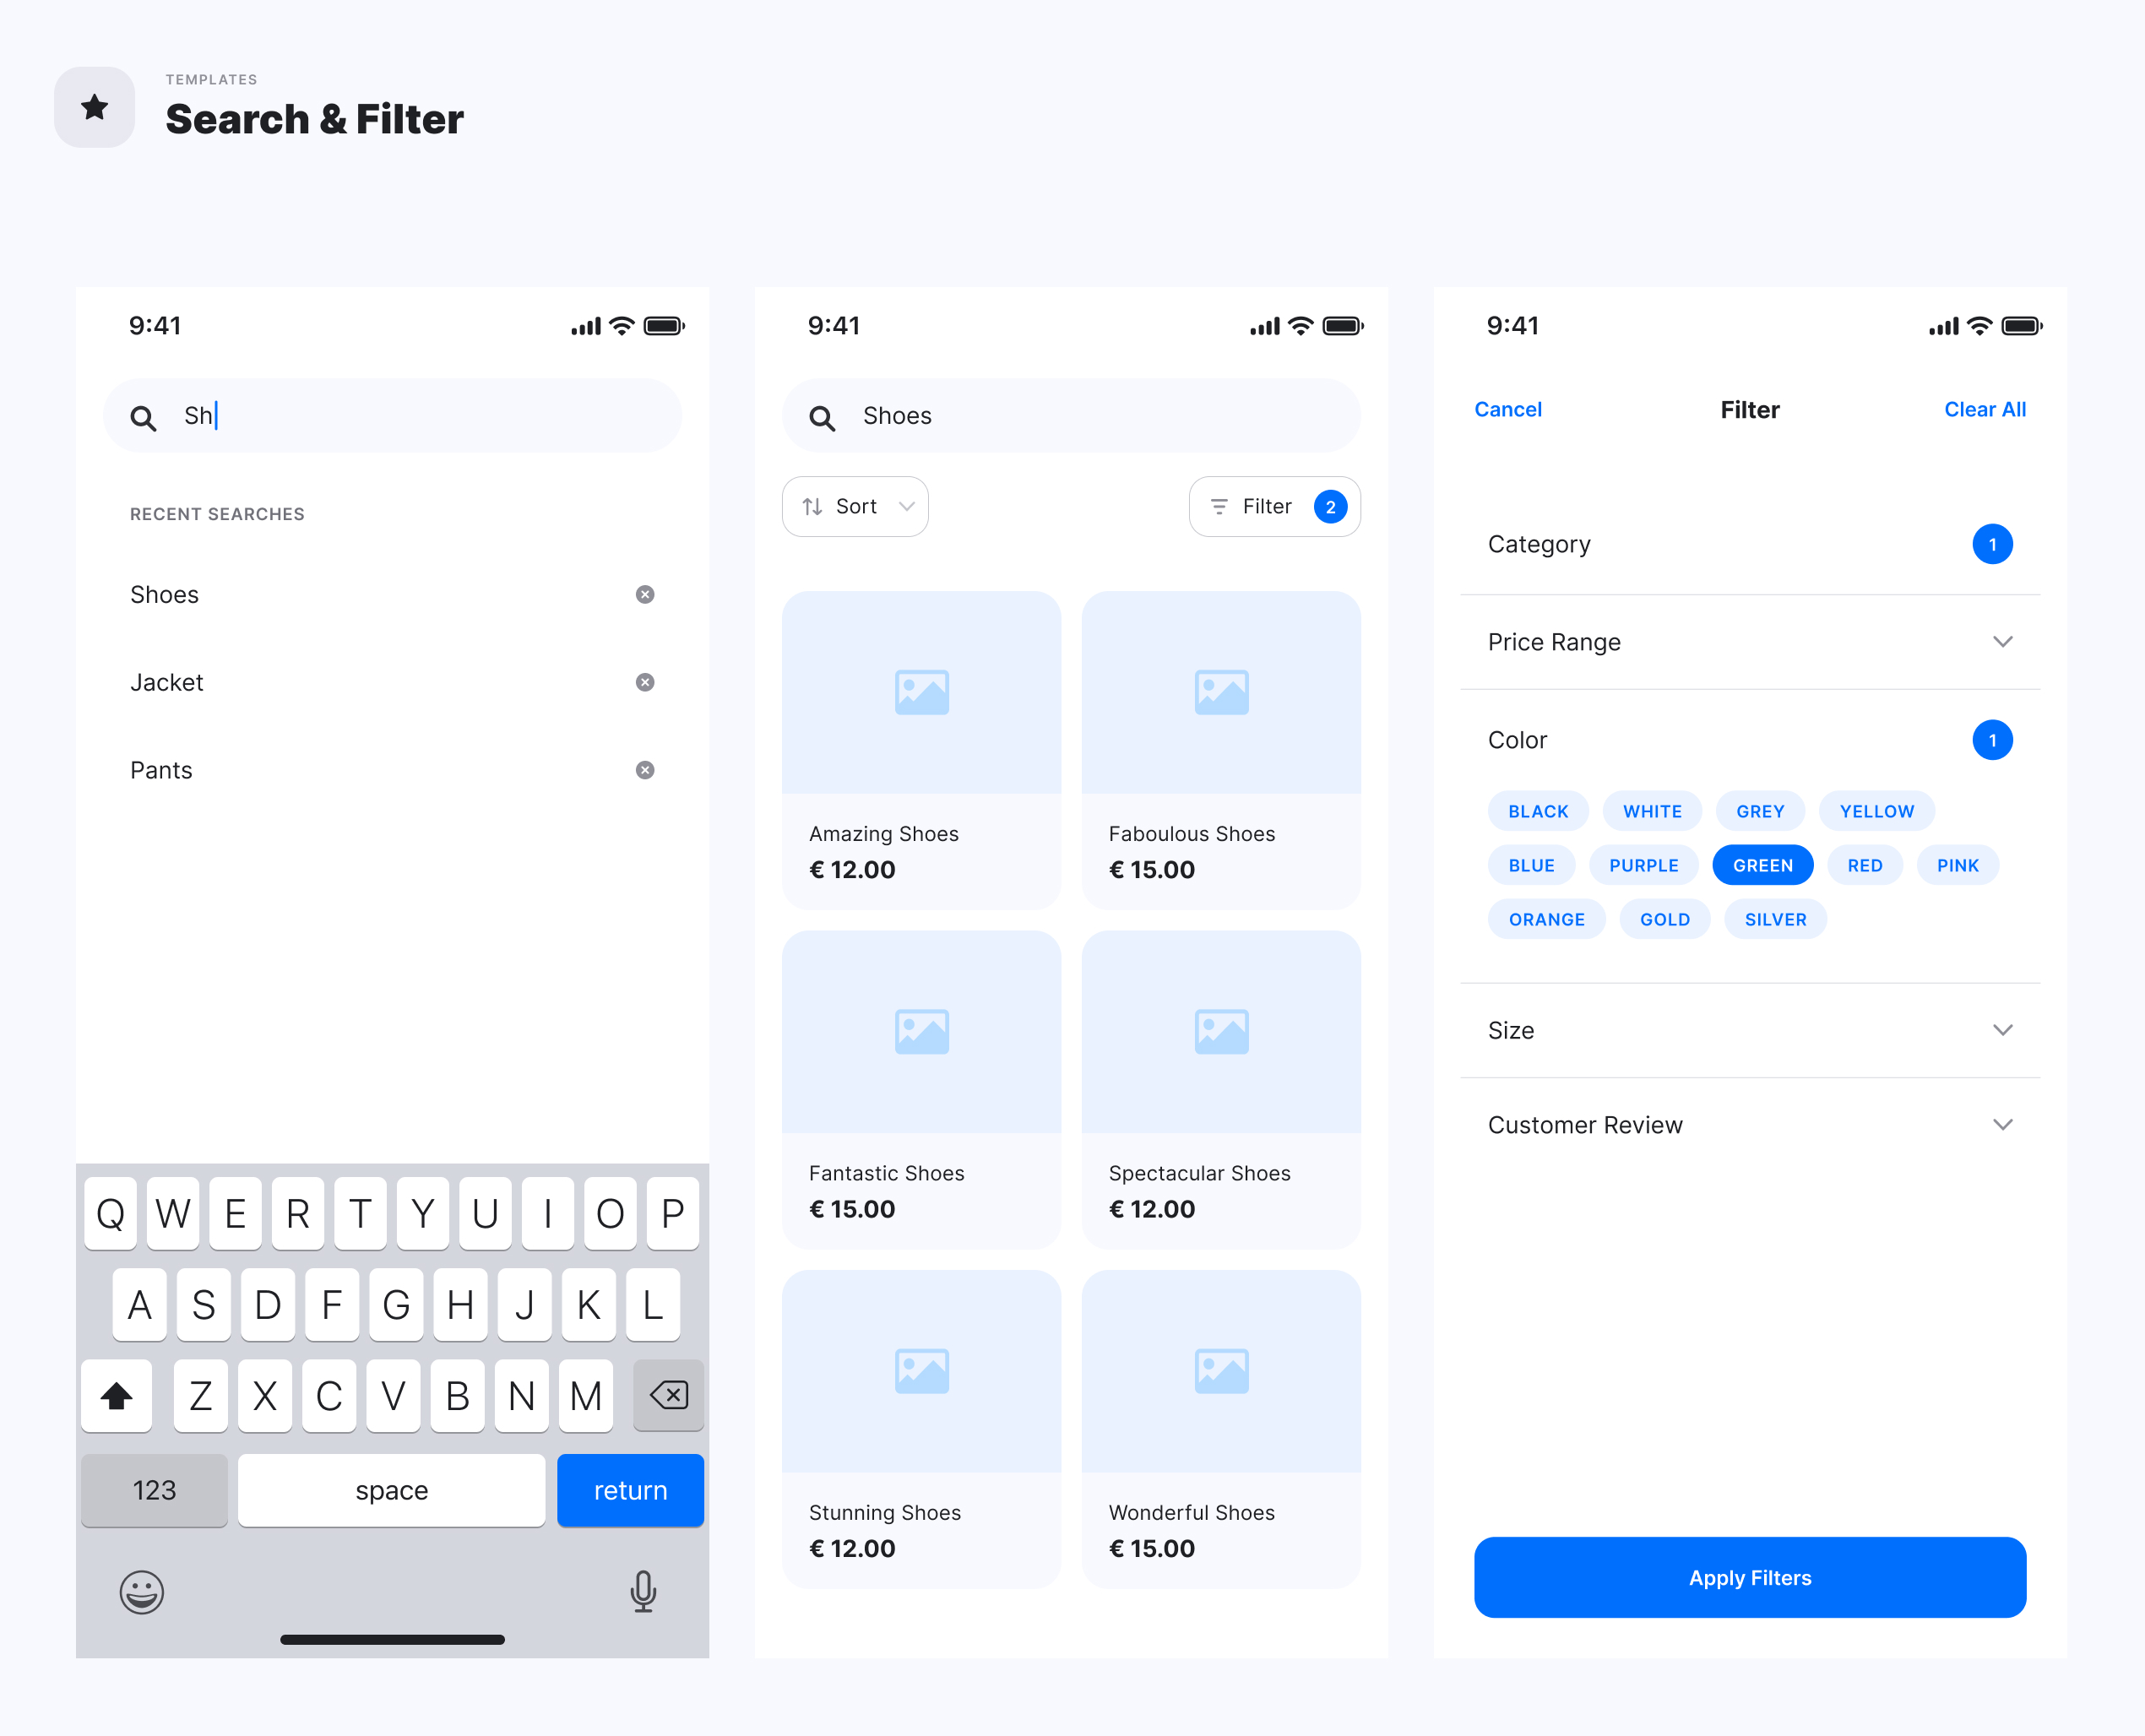 TEMPLATES
Search & Filter
9:41
Sh
RECENT SEARCHES
Shoes
Jacket
Pants
Q W E R T Y U I O P
A S D F G H J K L
Z X C V B N M
123 space return
9:41
Shoes
Sort Filter 2
Amazing Shoes
€ 12.00
Faboulous Shoes
€ 15.00
Fantastic Shoes
€ 15.00
Spectacular Shoes
€ 12.00
Stunning Shoes
€ 12.00
Wonderful Shoes
€ 15.00
9:41
Cancel Filter Clear All
Category 1
Price Range
Color 1
BLACK WHITE GREY YELLOW
BLUE PURPLE GREEN RED PINK
ORANGE GOLD SILVER
Size
Customer Review
Apply Filters